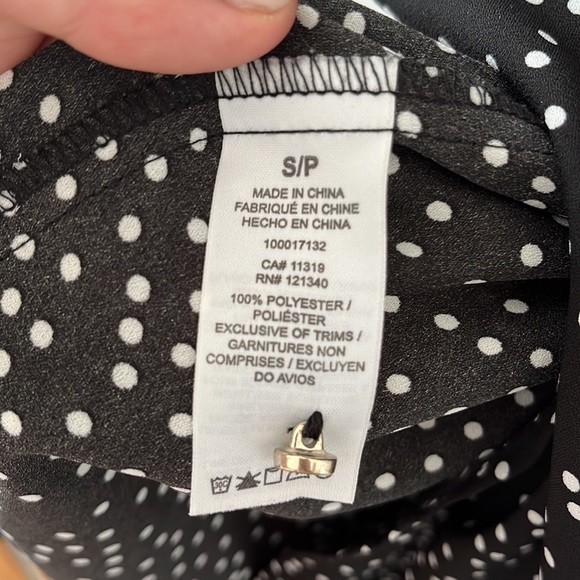 S/P
MADE IN CHINA
FABRIQUÉ EN CHINE
HECHO EN CHINA
100017132
CA# 11319
RN# 121340
100% POLYESTER /
POLIÉSTER
EXCLUSIVE OF TRIMS /
GARNITURES NON
COMPRISES / EXCLUYEN
DO AVIOS